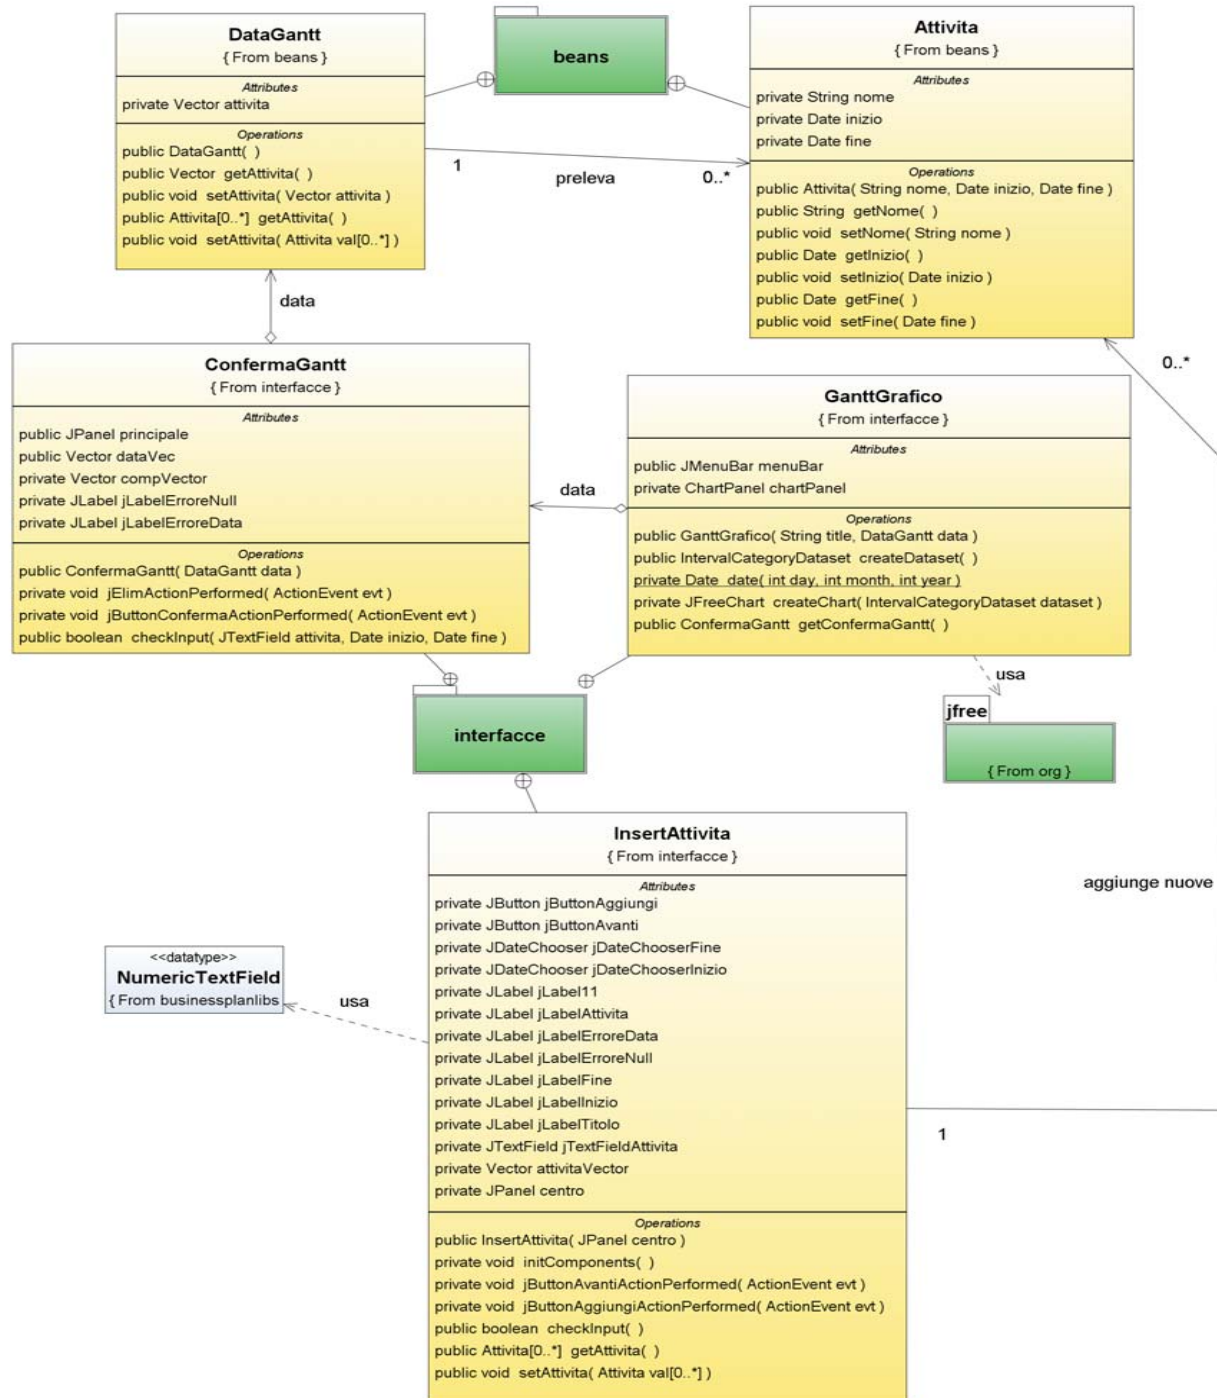 DataGantt
{ From beans }
Attributes
private Vector attivita
Operations
public DataGantt( )
public Vector getAttivita( )
public void setAttivita( Vector attivita )
public Attivita[0..*] getAttivita( )
public void setAttivita( Attivita val[0..*] )
beans
Attivita
{ From beans }
Attributes
private String nome
private Date inizio
private Date fine
Operations
public Attivita( String nome, Date inizio, Date fine )
public String getNome( )
public void setNome( String nome )
public Date getInizio( )
public void setInizio( Date inizio )
public Date getFine( )
public void setFine( Date fine )
1
preleva
0..*
data
ConfermaGantt
{ From interfacce }
Attributes
public JPanel principale
public Vector dataVec
private Vector compVector
private JLabel jLabelErroreNull
private JLabel jLabelErroreData
Operations
public ConfermaGantt( DataGantt data )
private void jElimActionPerformed( ActionEvent evt )
private void jButtonConfermaActionPerformed( ActionEvent evt )
public boolean checkInput( JTextField attivita, Date inizio, Date fine )
data
GanttGrafico
{ From interfacce }
Attributes
public JMenuBar menuBar
private ChartPanel chartPanel
Operations
public GanttGrafico( String title, DataGantt data )
public IntervalCategoryDataset createDataset( )
private Date date( int day, int month, int year )
private JFreeChart createChart( IntervalCategoryDataset dataset )
public ConfermaGantt getConfermaGantt( )
0..*
usa
interfacce
jfree
{ From org }
InsertAttivita
{ From interfacce }
Attributes
private JButton jButtonAggiungi
private JButton jButtonAvanti
private JDateChooser jDateChooserFine
private JDateChooser jDateChooserInizio
private JLabel jLabel11
private JLabel jLabelAttivita
private JLabel jLabelErroreData
private JLabel jLabelErroreNull
private JLabel jLabelFine
private JLabel jLabelInizio
private JLabel jLabelTitolo
private JTextField jTextFieldAttivita
private Vector attivitaVector
private JPanel centro
Operations
public InsertAttivita( JPanel centro )
private void initComponents( )
private void jButtonAvantiActionPerformed( ActionEvent evt )
private void jButtonAggiungiActionPerformed( ActionEvent evt )
public boolean checkInput( )
public Attivita[0..*] getAttivita( )
public void setAttivita( Attivita val[0..*] )
aggiunge nuove
1
<<datatype>>
NumericTextField
{ From businessplanlibs
usa